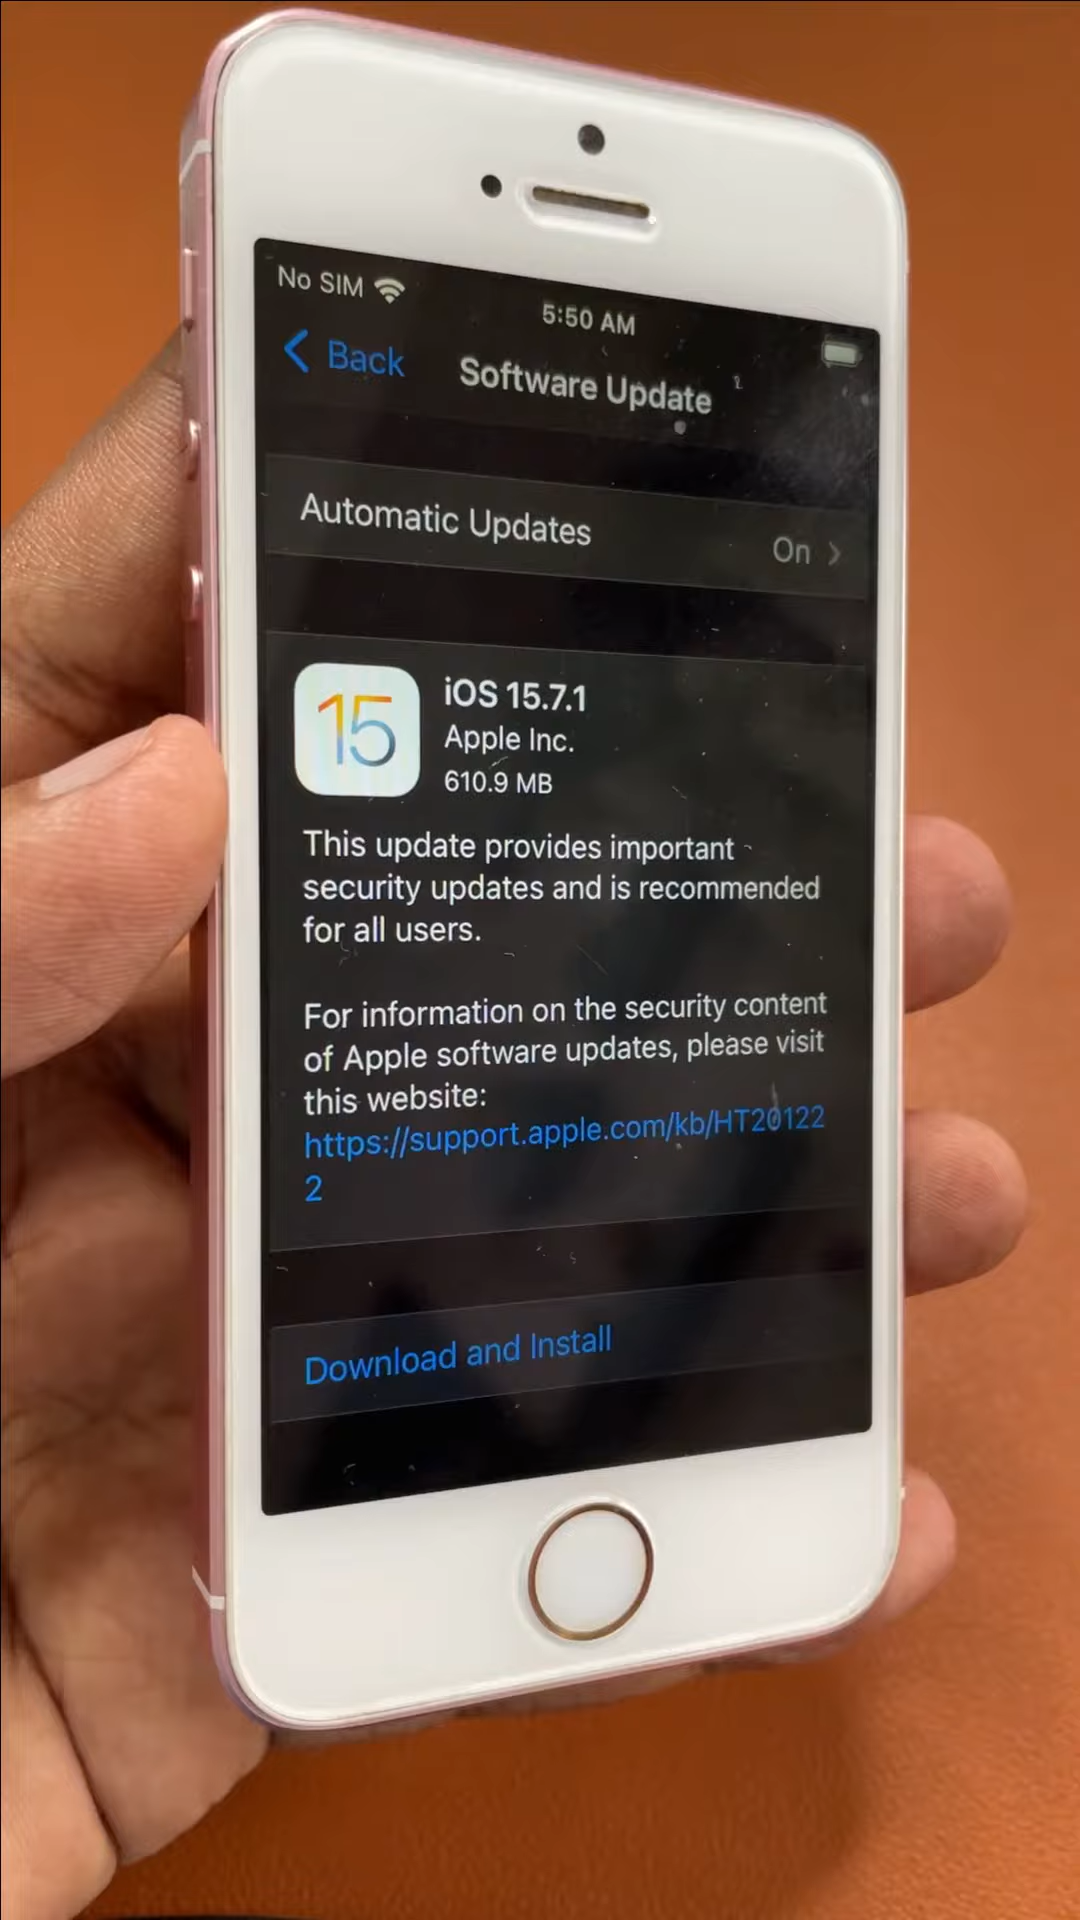 No SIM
5:50 AM
Back
Software Update
Automatic Updates
On
15
iOS 15.7.1
Apple Inc.
610.9 MB
This update provides important
security updates and is recommended
for all users.
For information on the security content
of Apple software updates, please visit
this website:
https://support.apple.com/kb/HT20122
2
Download and Install